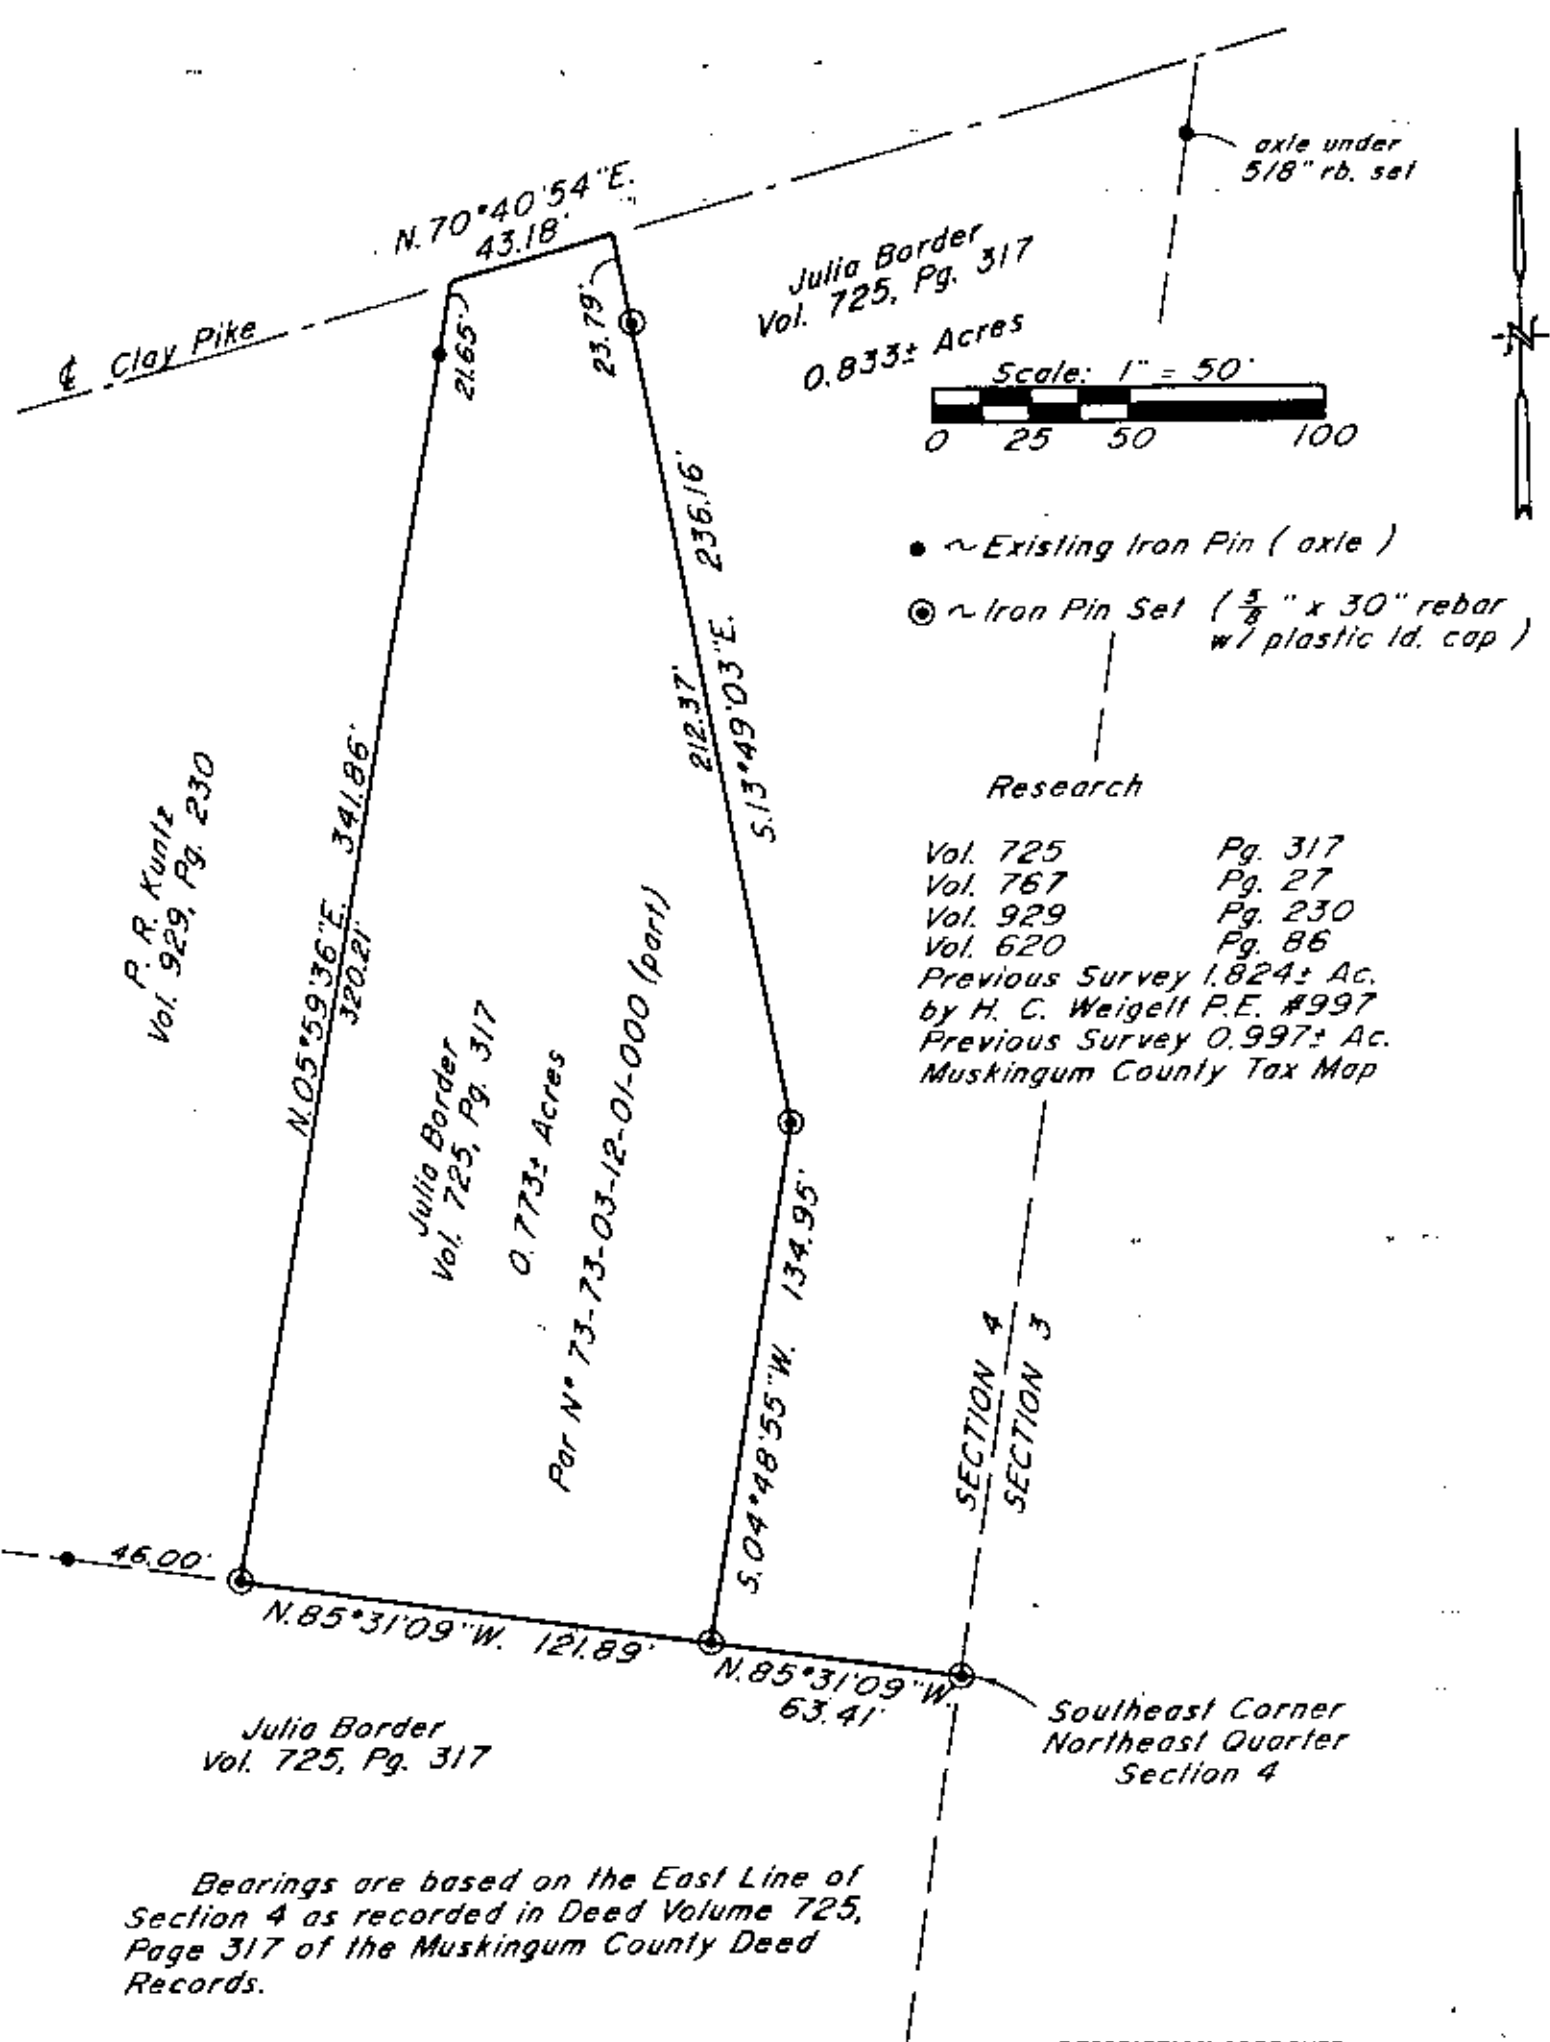 N. 70°40'54"E.
43.18'
axle under
5/8" rb. set
Julia Border
Vol. 725, Pg. 317
0.833± Acres
℄ Clay Pike
21.65'
23.79'
Scale: 1" = 50'
0 25 50 100
N
236.16'
S.13°49'03"E.
212.37'
● ~ Existing Iron Pin ( axle )
◉ ~ Iron Pin Set ( 5/8 " x 30" rebar
w/ plastic Id. cap )
P. R. Kuntz
Vol. 929, Pg. 230
N.05°59'36"E. 341.86'
320.21'
Research
Vol. 725 Pg. 317
Vol. 767 Pg. 27
Vol. 929 Pg. 230
Vol. 620 Pg. 86
Previous Survey 1.824± Ac.
by H. C. Weigelt P.E. #997
Previous Survey 0.997± Ac.
Muskingum County Tax Map
Julia Border
Vol. 725, Pg. 317
0.773± Acres
Par N° 73-73-03-12-01-000 (part)
S.04°48'55"W. 134.95'
SECTION 4
SECTION 3
46.00'
N.85°31'09"W. 121.89'
N.85°31'09"W.
63.41'
Southeast Corner
Northeast Quarter
Section 4
Julia Border
Vol. 725, Pg. 317
Bearings are based on the East Line of
Section 4 as recorded in Deed Volume 725,
Page 317 of the Muskingum County Deed
Records.